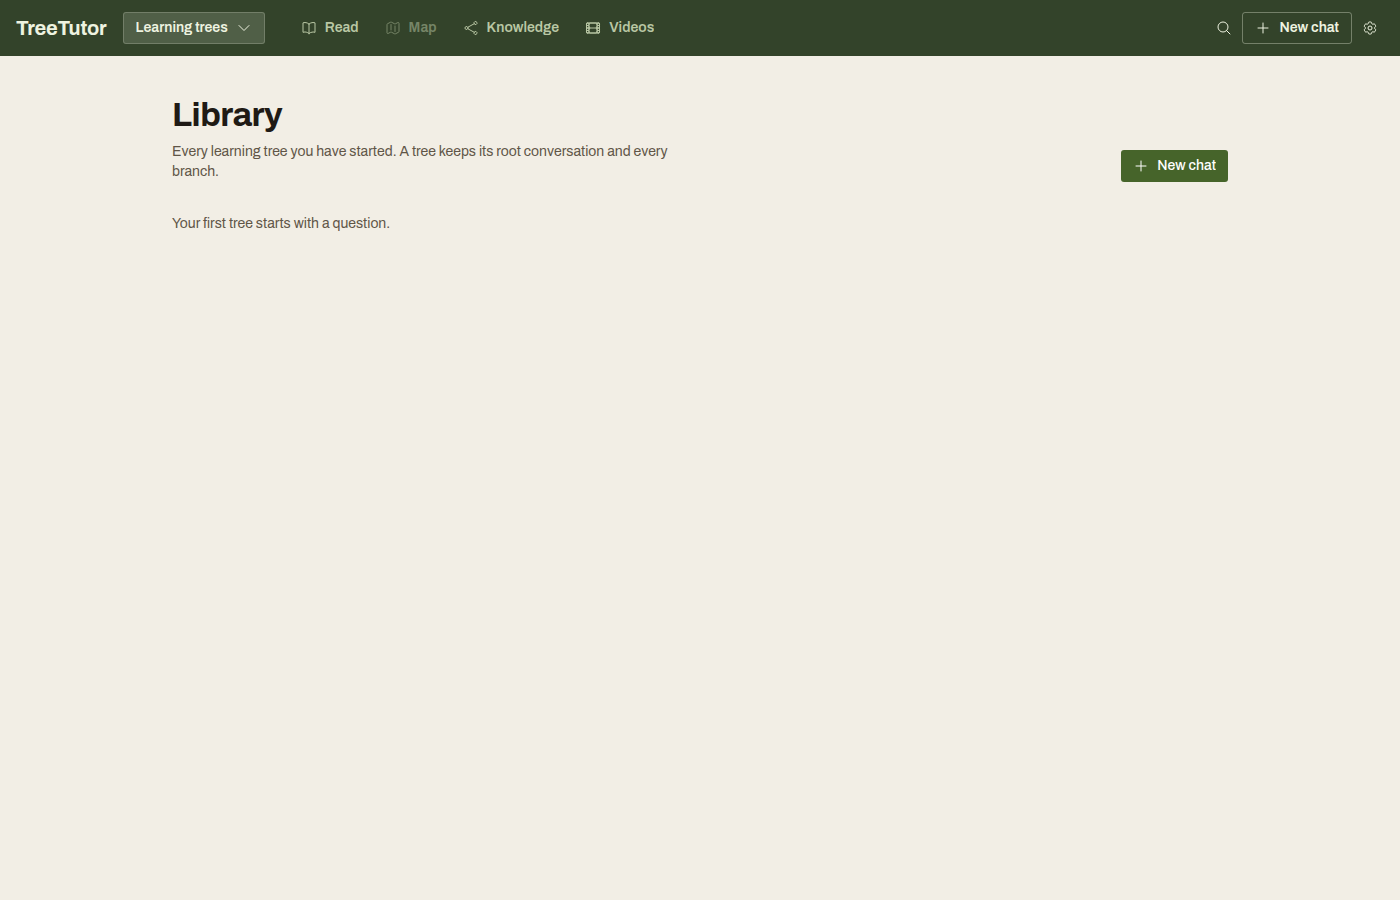 TreeTutor
Learning trees
Read
Map
Knowledge
Videos
New chat
Library
Every learning tree you have started. A tree keeps its root conversation and every
branch.
New chat
Your first tree starts with a question.